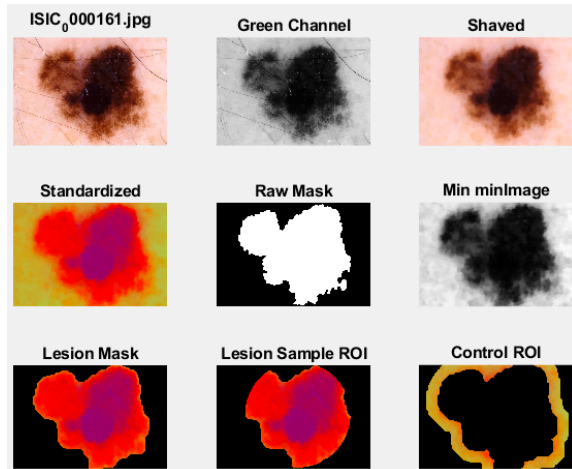 ISIC₀000161.jpg
Green Channel
Shaved
Standardized
Raw Mask
Min minImage
Lesion Mask
Lesion Sample ROI
Control ROI